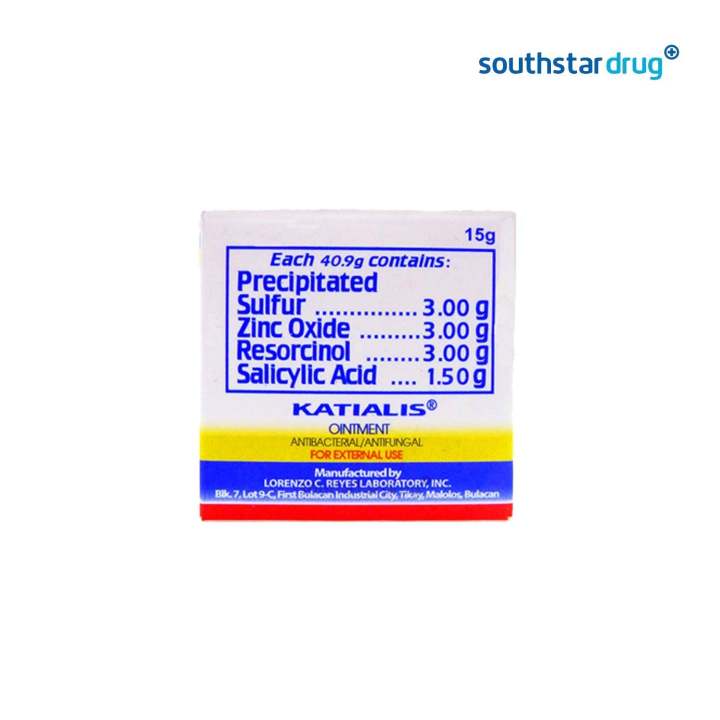 southstardrug
15g
Each 40.9g contains:
Precipitated
Sulfur ............... 3.00 g
Zinc Oxide ......... 3.00 g
Resorcinol ........ 3.00 g
Salicylic Acid .... 1.50 g
KATIALIS®
OINTMENT
ANTIBACTERIAL/ANTIFUNGAL
FOR EXTERNAL USE
Manufactured by
LORENZO C. REYES LABORATORY, INC.
Blk. 7, Lot 9-C, First Bulacan Industrial City, Tikay, Malolos, Bulacan